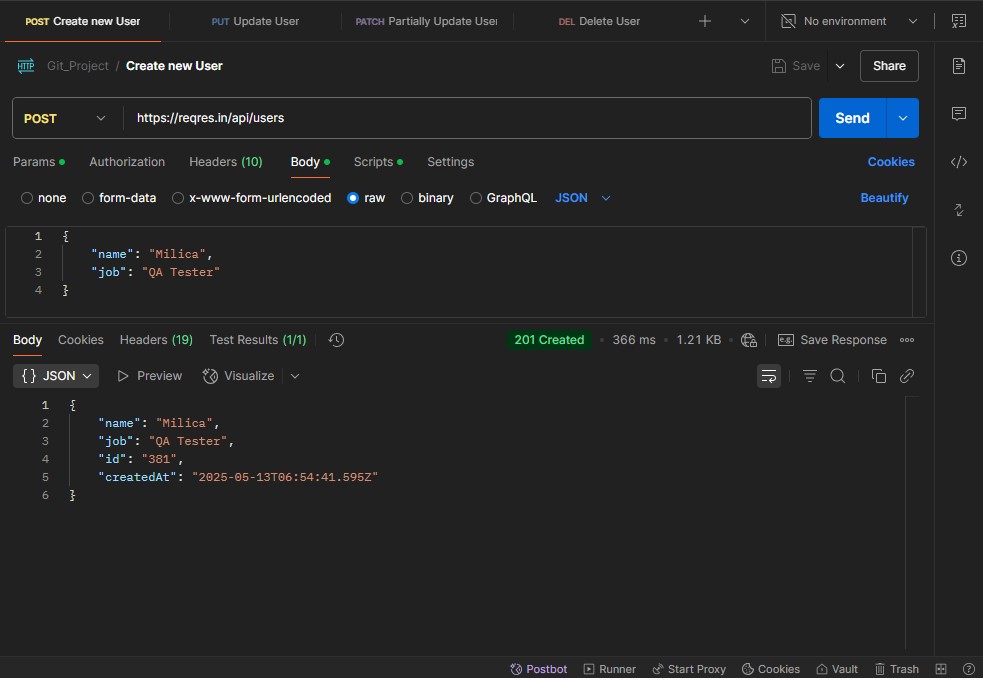 POST Create new User PUT Update User PATCH Partially Update User DEL Delete User No environment
HTTP Git_Project / Create new User Save Share
POST https://reqres.in/api/users Send
Params Authorization Headers (10) Body Scripts Settings Cookies
none form-data x-www-form-urlencoded raw binary GraphQL JSON Beautify
1 {
2 "name": "Milica",
3 "job": "QA Tester"
4 }
Body Cookies Headers (19) Test Results (1/1) 201 Created 366 ms 1.21 KB e.g. Save Response
{} JSON Preview Visualize
1 {
2 "name": "Milica",
3 "job": "QA Tester",
4 "id": "381",
5 "createdAt": "2025-05-13T06:54:41.595Z"
6 }
Postbot Runner Start Proxy Cookies Vault Trash